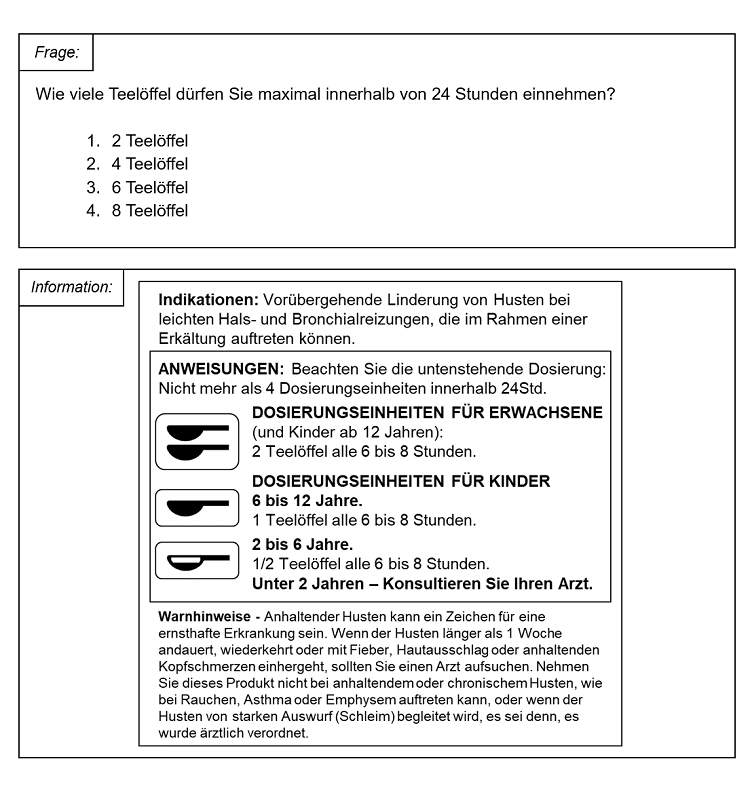 Frage:
Wie viele Teelöffel dürfen Sie maximal innerhalb von 24 Stunden einnehmen?
1. 2 Teelöffel
2. 4 Teelöffel
3. 6 Teelöffel
4. 8 Teelöffel
Information:
Indikationen: Vorübergehende Linderung von Husten bei
leichten Hals- und Bronchialreizungen, die im Rahmen einer
Erkältung auftreten können.
ANWEISUNGEN: Beachten Sie die untenstehende Dosierung:
Nicht mehr als 4 Dosierungseinheiten innerhalb 24Std.
DOSIERUNGSEINHEITEN FÜR ERWACHSENE
(und Kinder ab 12 Jahren):
2 Teelöffel alle 6 bis 8 Stunden.
DOSIERUNGSEINHEITEN FÜR KINDER
6 bis 12 Jahre.
1 Teelöffel alle 6 bis 8 Stunden.
2 bis 6 Jahre.
1/2 Teelöffel alle 6 bis 8 Stunden.
Unter 2 Jahren – Konsultieren Sie Ihren Arzt.
Warnhinweise - Anhaltender Husten kann ein Zeichen für eine
ernsthafte Erkrankung sein. Wenn der Husten länger als 1 Woche
andauert, wiederkehrt oder mit Fieber, Hautausschlag oder anhaltenden
Kopfschmerzen einhergeht, sollten Sie einen Arzt aufsuchen. Nehmen
Sie dieses Produkt nicht bei anhaltendem oder chronischem Husten, wie
bei Rauchen, Asthma oder Emphysem auftreten kann, oder wenn der
Husten von starken Auswurf (Schleim) begleitet wird, es sei denn, es
wurde ärztlich verordnet.